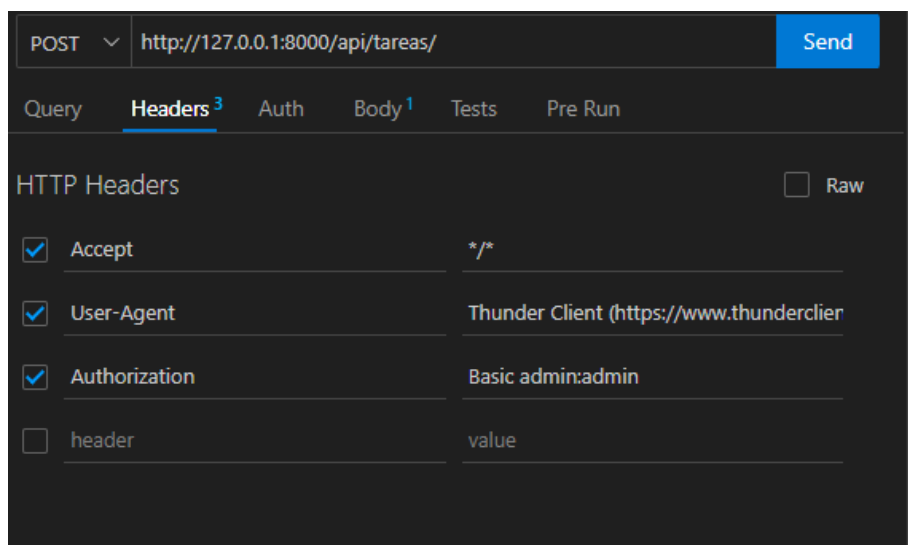 POST http://127.0.0.1:8000/api/tareas/ Send
Query Headers 3 Auth Body 1 Tests Pre Run
HTTP Headers Raw
Accept */*
User-Agent Thunder Client (https://www.thunderclien
Authorization Basic admin:admin
header value